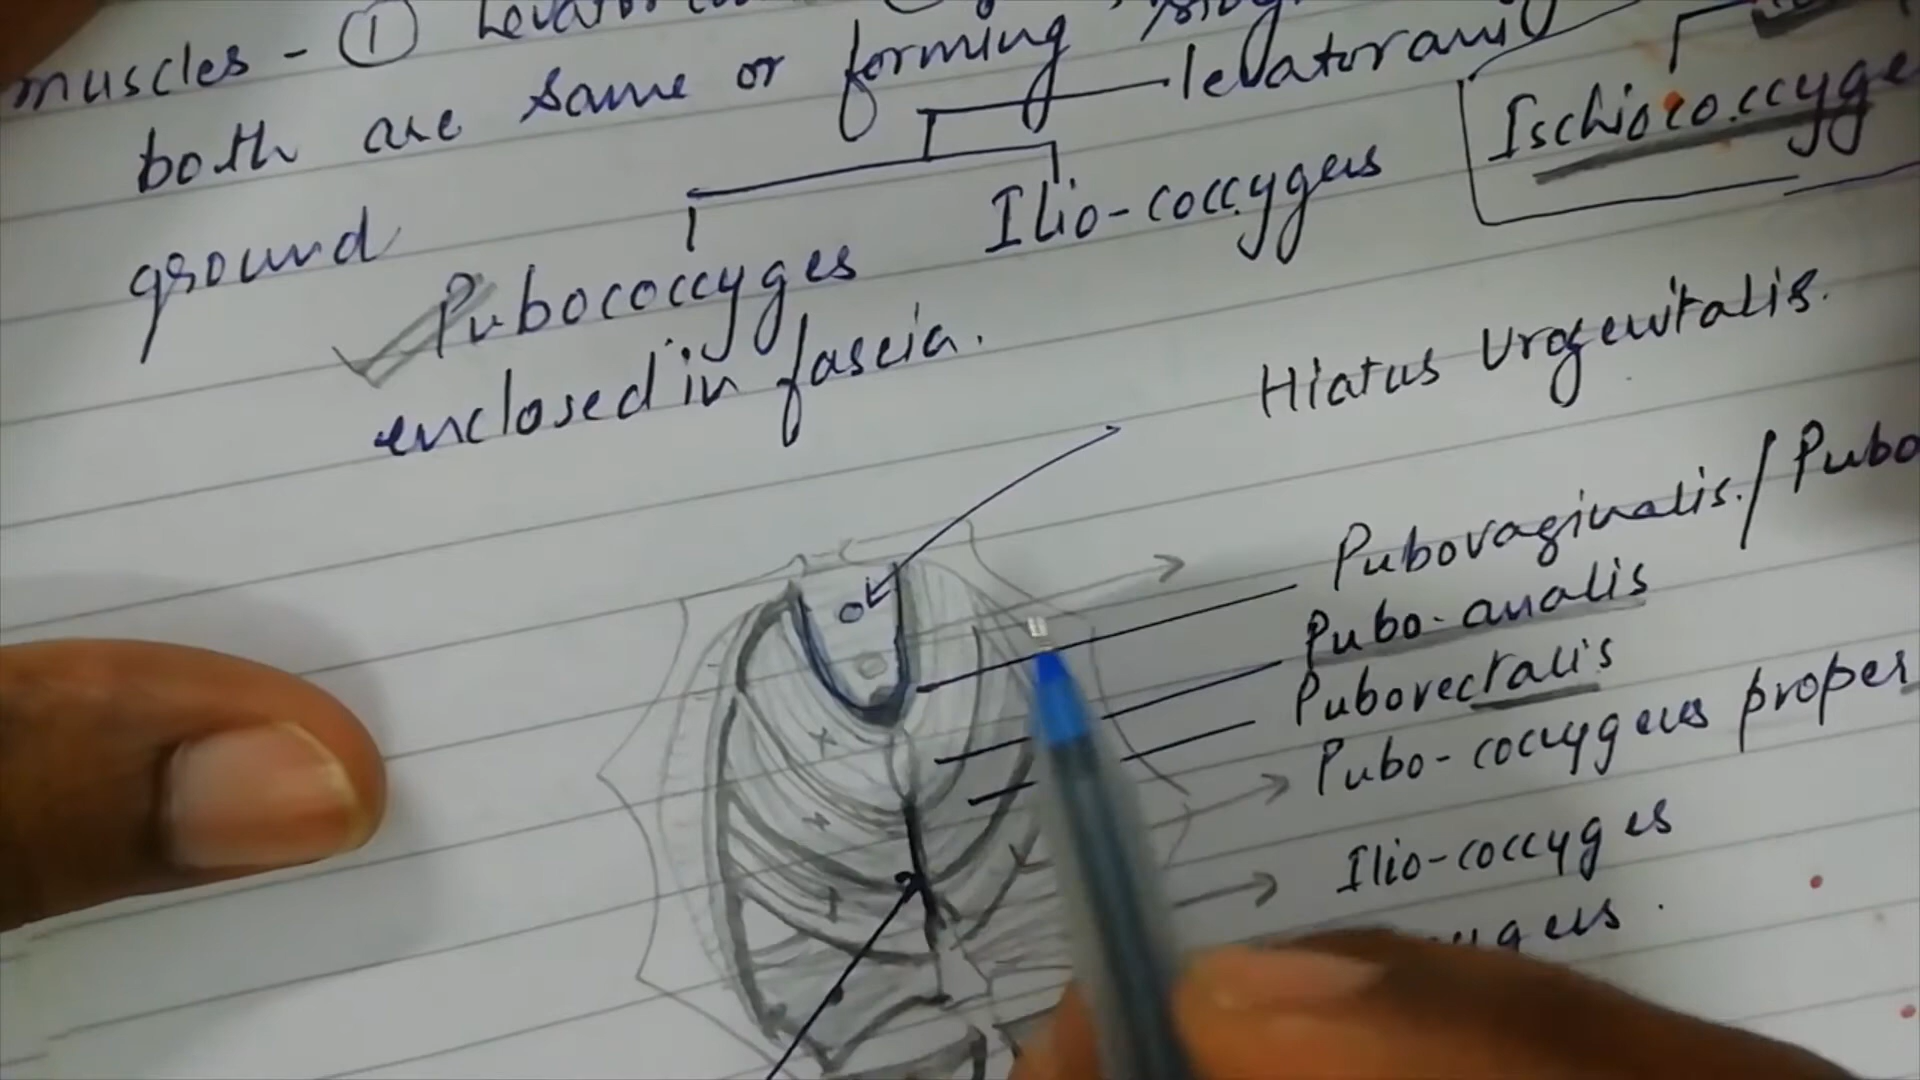 muscles - ① Levator
both are same or forming
levatorani
ground
Pubococcyges
Ilio-coccygeus
Ischiococcyge
enclosed in fascia.
Hiatus Urogenitalis.
Pubovaginalis. / Pubo
Pubo-analis
Puborectalis
Pubo-coccygeus proper
Ilio-coccyges